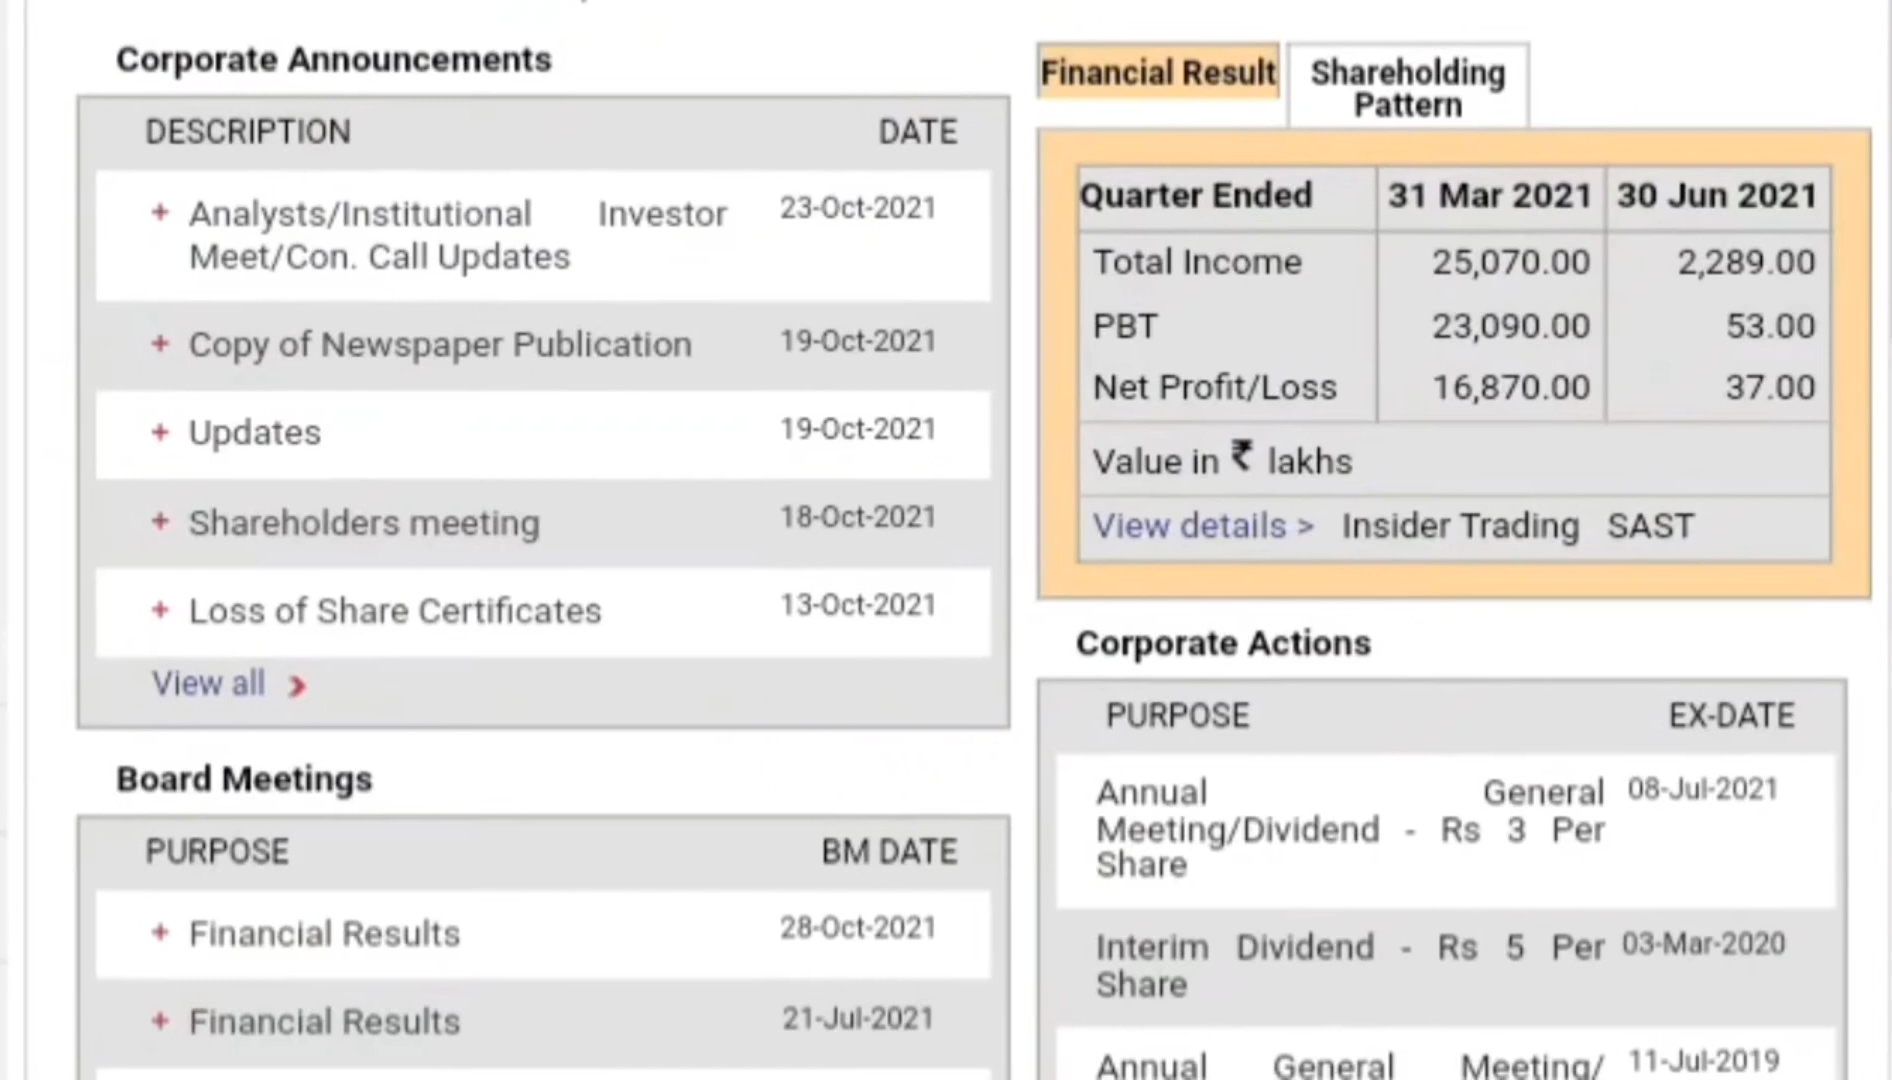 Corporate Announcements
DESCRIPTION DATE
+ Analysts/Institutional Investor 23-Oct-2021
Meet/Con. Call Updates
+ Copy of Newspaper Publication 19-Oct-2021
+ Updates 19-Oct-2021
+ Shareholders meeting 18-Oct-2021
+ Loss of Share Certificates 13-Oct-2021
View all >
Board Meetings
PURPOSE BM DATE
+ Financial Results 28-Oct-2021
+ Financial Results 21-Jul-2021
Financial Result
Shareholding
Pattern
Quarter Ended 31 Mar 2021 30 Jun 2021
Total Income 25,070.00 2,289.00
PBT 23,090.00 53.00
Net Profit/Loss 16,870.00 37.00
Value in ₹ lakhs
View details > Insider Trading SAST
Corporate Actions
PURPOSE EX-DATE
Annual General 08-Jul-2021
Meeting/Dividend - Rs 3 Per
Share
Interim Dividend - Rs 5 Per 03-Mar-2020
Share
Annual General Meeting/ 11-Jul-2019